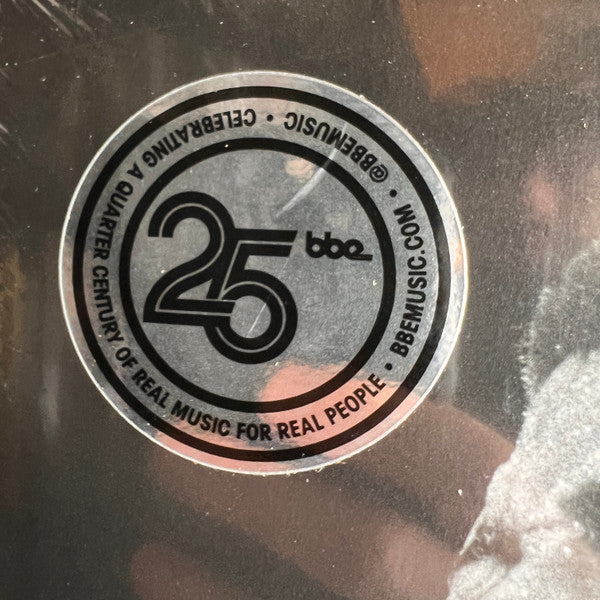 CELEBRATING A QUARTER CENTURY OF REAL MUSIC FOR REAL PEOPLE • BBEMUSIC.COM • @BBEMUSIC •
25
bbe